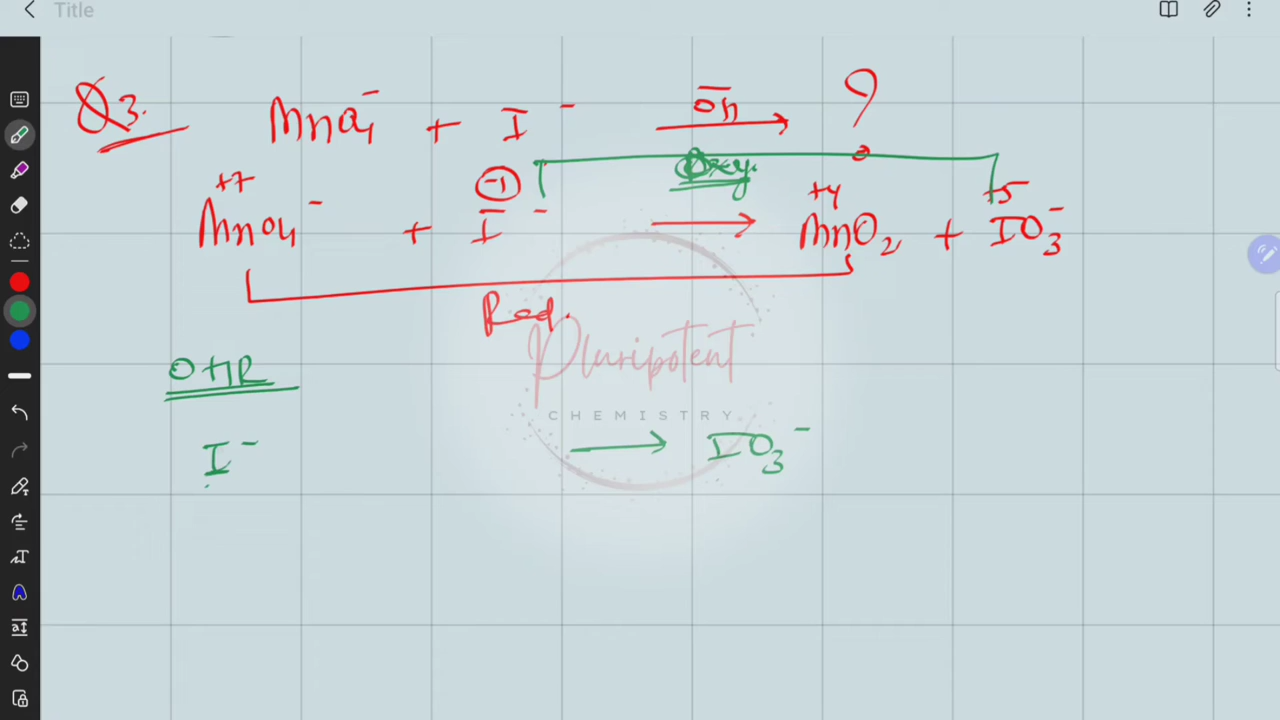 Title
Q3. MnO4⁻ + I⁻ OH⁻ → ?
Oxy.
+7 -1 +4 +5
MnO4⁻ + I⁻ → MnO2 + IO3⁻
Red.
Pluripotent
CHEMISTRY
OHR
I⁻ → IO3⁻